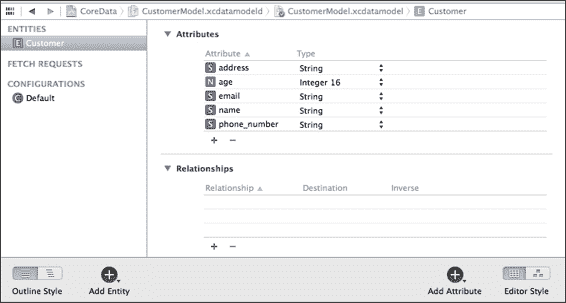 CoreData CustomerModel.xcdatamodeld CustomerModel.xcdatamodel E Customer
ENTITIES
E Customer
FETCH REQUESTS
CONFIGURATIONS
C Default
Attributes
Attribute Type
S address String
N age Integer 16
S email String
S name String
S phone_number String
+ −
Relationships
Relationship Destination Inverse
+ −
Outline Style Add Entity Add Attribute Editor Style